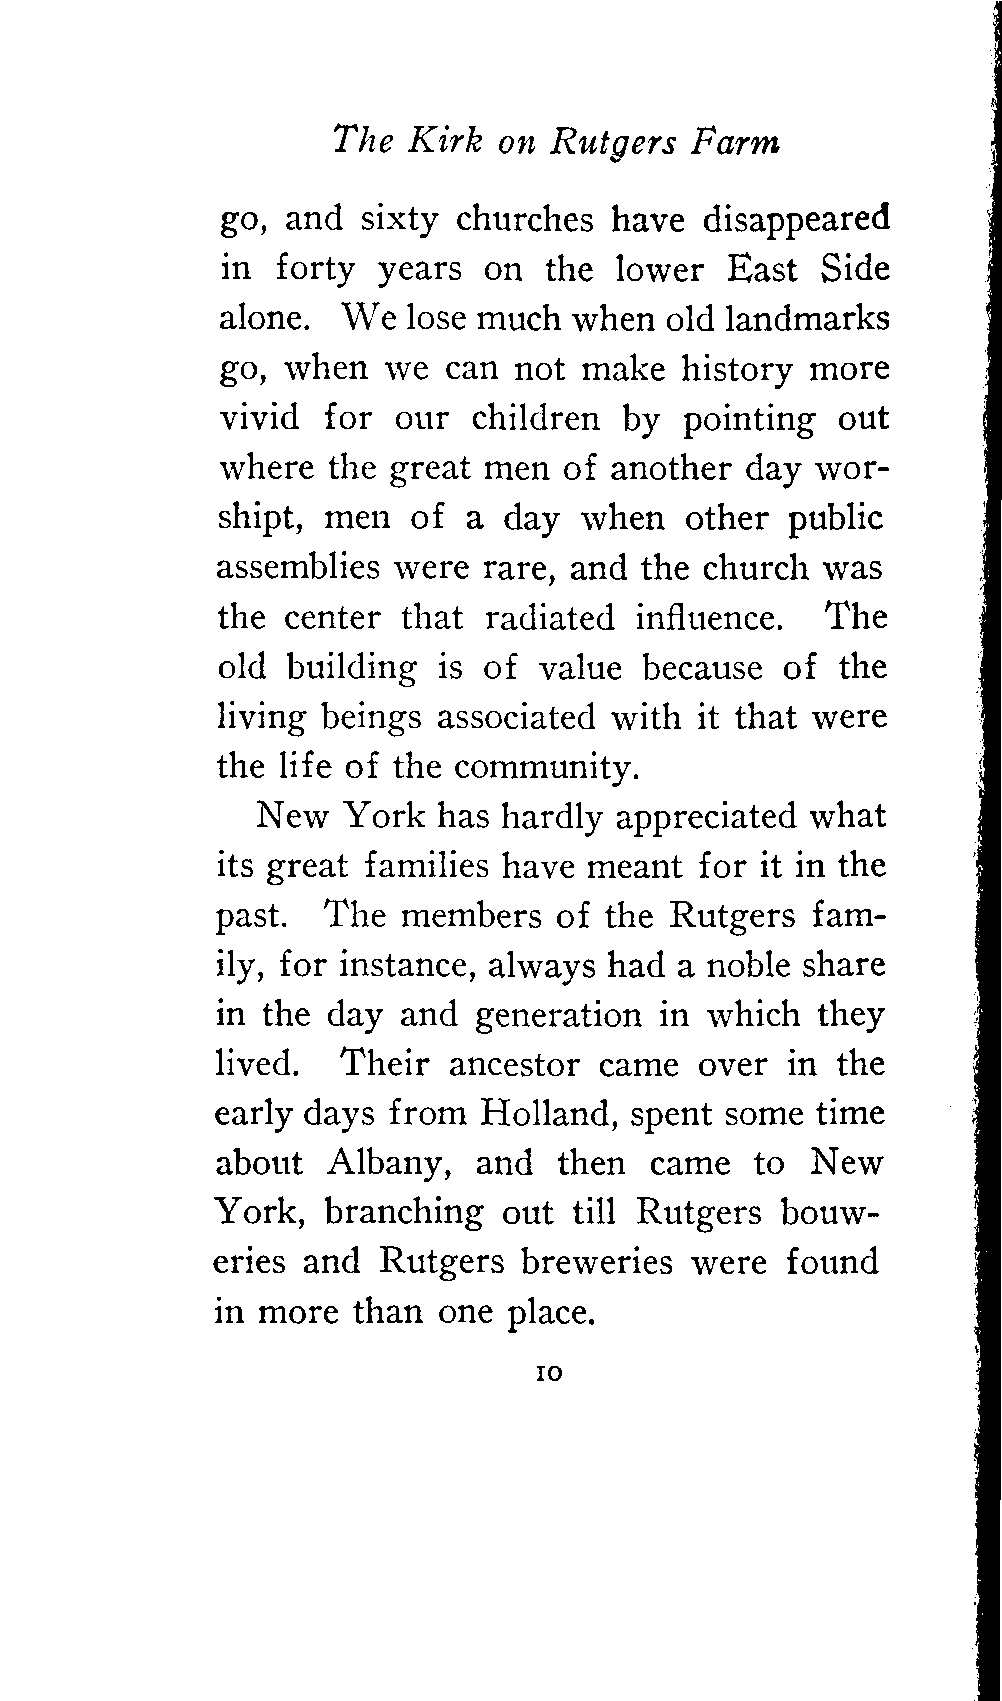 The Kirk on Rutgers Farm
go, and sixty churches have disappeared
in forty years on the lower East Side
alone. We lose much when old landmarks
go, when we can not make history more
vivid for our children by pointing out
where the great men of another day wor-
shipt, men of a day when other public
assemblies were rare, and the church was
the center that radiated influence. The
old building is of value because of the
living beings associated with it that were
the life of the community.
New York has hardly appreciated what
its great families have meant for it in the
past. The members of the Rutgers fam-
ily, for instance, always had a noble share
in the day and generation in which they
lived. Their ancestor came over in the
early days from Holland, spent some time
about Albany, and then came to New
York, branching out till Rutgers bouw-
eries and Rutgers breweries were found
in more than one place.
10